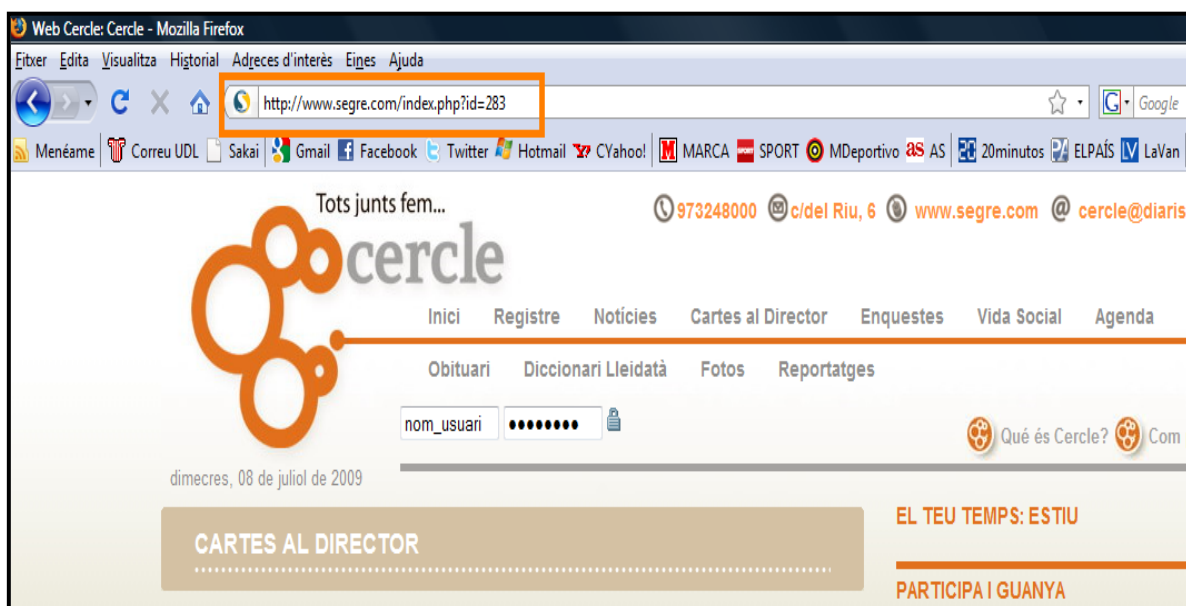 Web Cercle: Cercle - Mozilla Firefox
Fitxer Edita Visualitza Historial Adreces d'interès Eines Ajuda
http://www.segre.com/index.php?id=283 G Google
Menéame Correu UDL Sakai Gmail Facebook Twitter Hotmail CYahoo! MARCA SPORT MDeportivo as AS 20minutos ELPAÍS LaVan
Tots junts fem...
973248000 c/del Riu, 6 www.segre.com @ cercle@diaris
cercle
Inici Registre Notícies Cartes al Director Enquestes Vida Social Agenda
Obituari Diccionari Lleidatà Fotos Reportatges
nom_usuari ••••••••
Qué és Cercle? Com
dimecres, 08 de juliol de 2009
EL TEU TEMPS: ESTIU
CARTES AL DIRECTOR
PARTICIPA I GUANYA